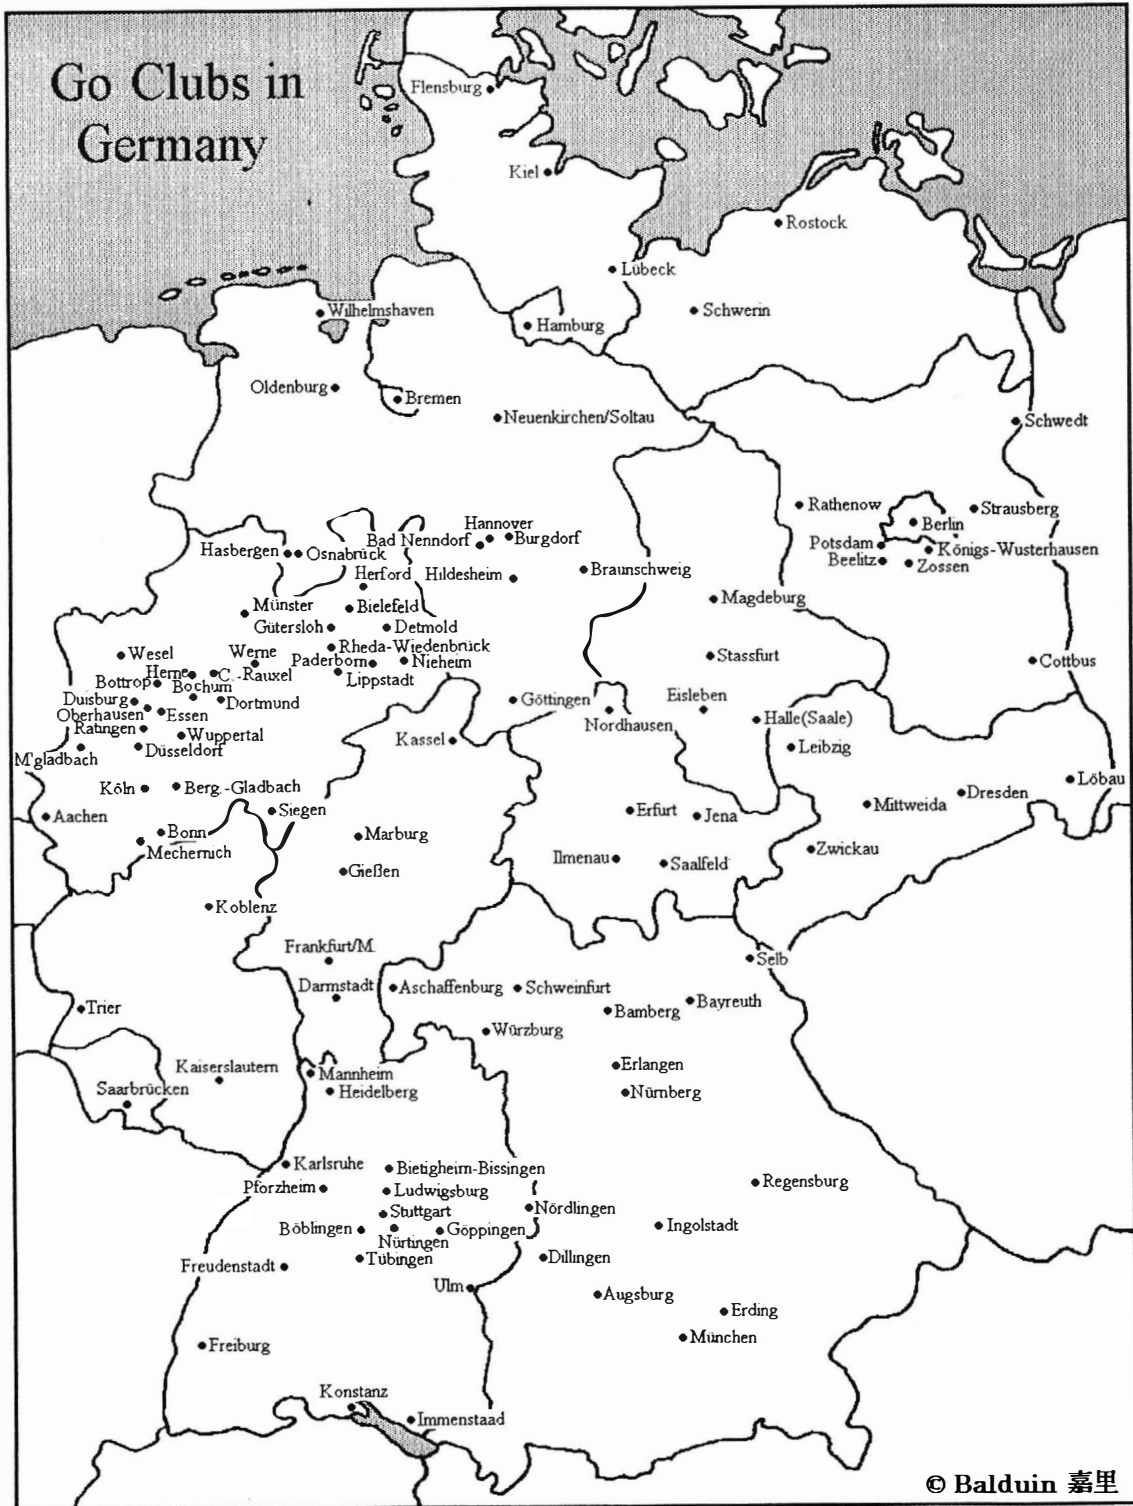 Go Clubs in
Germany
Flensburg
Kiel
Rostock
Lübeck
Wilhelmshaven
Schwerin
Hamburg
Oldenburg
Bremen
Neuenkirchen/Soltau
Schwedt
Rathenow
Strausberg
Berlin
Hannover
Bad Nenndorf
Burgdorf
Potsdam
Königs-Wusterhausen
Hasbergen
Osnabrück
Beelitz
Zossen
Herford
Hildesheim
Braunschweig
Münster
Bielefeld
Magdeburg
Gütersloh
Detmold
Rheda-Wiedenbrück
Wesel
Werne
Paderborn
Nieheim
Stassfurt
Cottbus
Herne
C.-Rauxel
Lippstadt
Bottrop
Bochum
Duisburg
Dortmund
Göttingen
Eisleben
Oberhausen
Essen
Nordhausen
Halle(Saale)
Ratingen
Wuppertal
Kassel
M'gladbach
Düsseldorf
Leibzig
Köln
Berg.-Gladbach
Löbau
Dresden
Aachen
Siegen
Erfurt
Jena
Mittweida
Bonn
Marburg
Mechernich
Zwickau
Ilmenau
Saalfeld
Gießen
Koblenz
Frankfurt/M.
Selb
Darmstadt
Aschaffenburg
Schweinfurt
Trier
Bamberg
Bayreuth
Würzburg
Kaiserslautern
Mannheim
Erlangen
Saarbrücken
Heidelberg
Nürnberg
Karlsruhe
Bietigheim-Bissingen
Pforzheim
Ludwigsburg
Regensburg
Stuttgart
Nördlingen
Böblingen
Göppingen
Ingolstadt
Nürtingen
Tübingen
Dillingen
Freudenstadt
Ulm
Augsburg
Erding
Freiburg
München
Konstanz
Immenstaad
© Balduin 嘉里